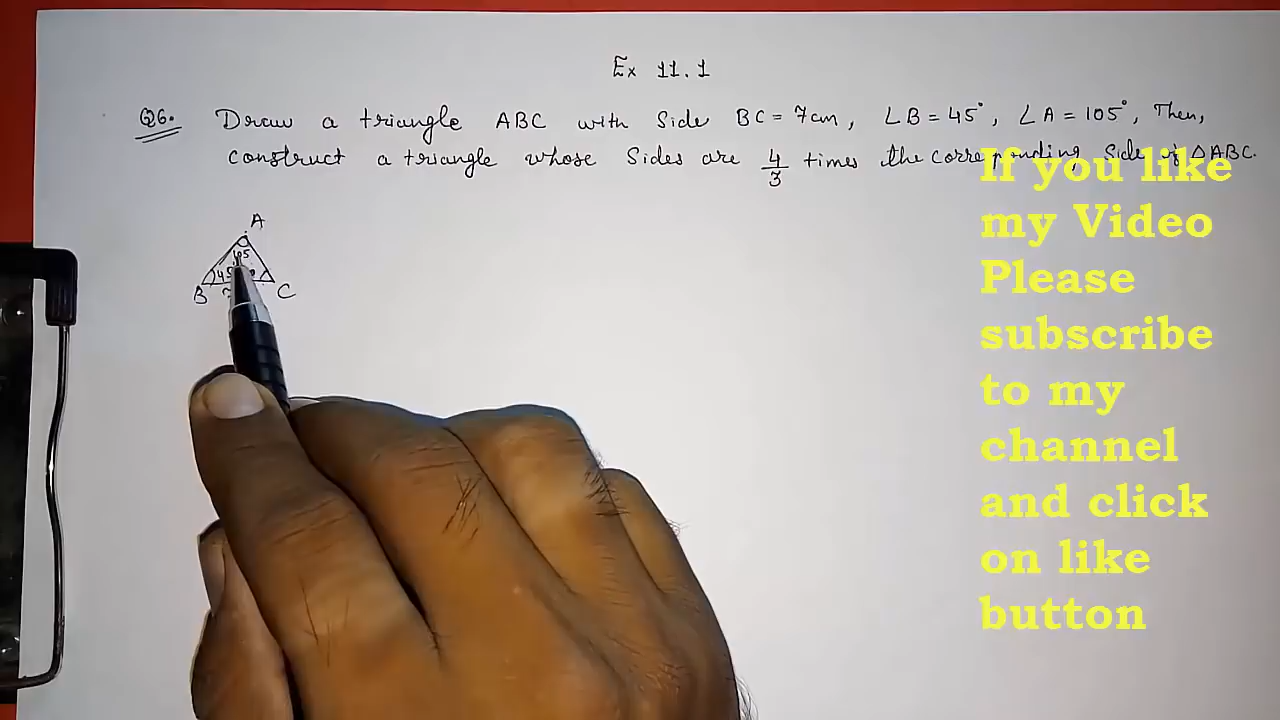 Ex 11.1
Q6. Draw a triangle ABC with Side BC = 7cm, ∠B = 45°, ∠A = 105°, Then,
construct a triangle whose Sides are 4/3 times the corresponding Side of △ABC.
A
105
45
B
C
If you like
my Video
Please
subscribe
to my
channel
and click
on like
button